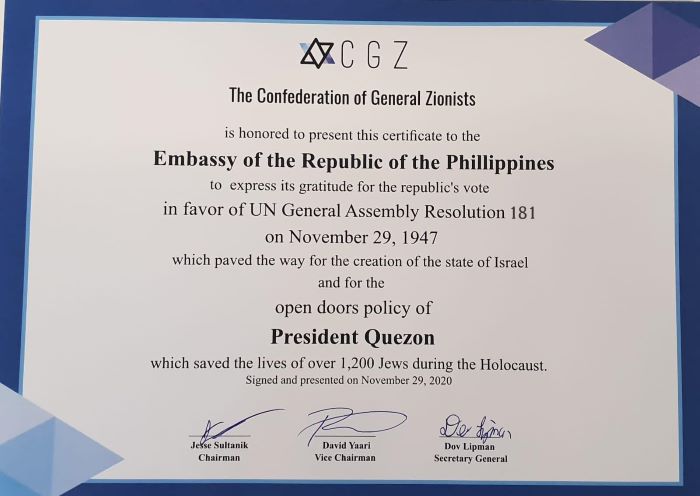 CGZ
The Confederation of General Zionists
is honored to present this certificate to the
Embassy of the Republic of the Phillippines
to express its gratitude for the republic's vote
in favor of UN General Assembly Resolution 181
on November 29, 1947
which paved the way for the creation of the state of Israel
and for the
open doors policy of
President Quezon
which saved the lives of over 1,200 Jews during the Holocaust.
Signed and presented on November 29, 2020
Jesse Sultanik
Chairman
David Yaari
Vice Chairman
Dov Lipman
Dov Lipman
Secretary General